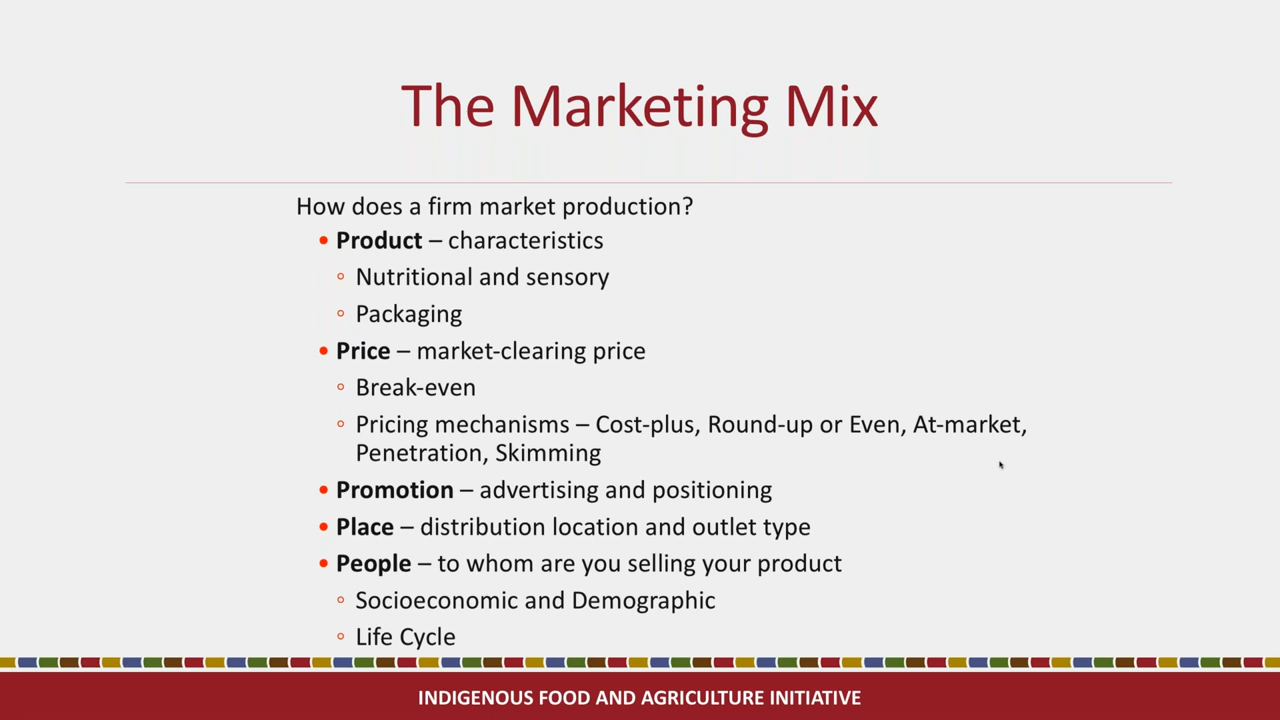 The Marketing Mix
How does a firm market production?
• Product – characteristics
◦ Nutritional and sensory
◦ Packaging
• Price – market-clearing price
◦ Break-even
◦ Pricing mechanisms – Cost-plus, Round-up or Even, At-market,
Penetration, Skimming
• Promotion – advertising and positioning
• Place – distribution location and outlet type
• People – to whom are you selling your product
◦ Socioeconomic and Demographic
◦ Life Cycle
INDIGENOUS FOOD AND AGRICULTURE INITIATIVE